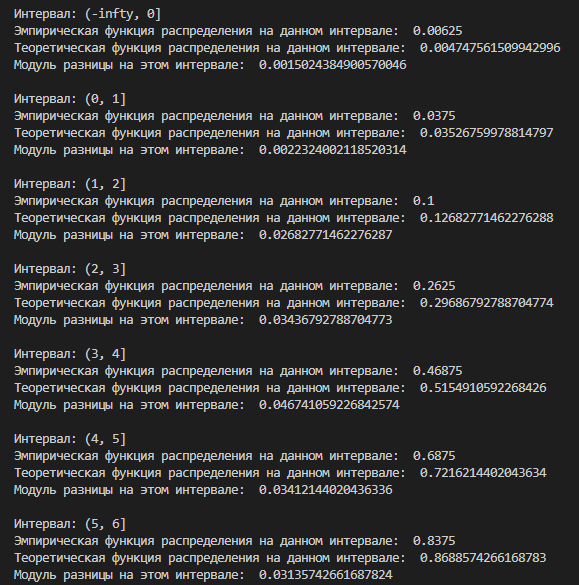 Интервал: (-infty, 0]
Эмпирическая функция распределения на данном интервале: 0.00625
Теоретическая функция распределения на данном интервале: 0.004747561509942996
Модуль разницы на этом интервале: 0.0015024384900570046
Интервал: (0, 1]
Эмпирическая функция распределения на данном интервале: 0.0375
Теоретическая функция распределения на данном интервале: 0.03526759978814797
Модуль разницы на этом интервале: 0.0022324002118520314
Интервал: (1, 2]
Эмпирическая функция распределения на данном интервале: 0.1
Теоретическая функция распределения на данном интервале: 0.12682771462276288
Модуль разницы на этом интервале: 0.02682771462276287
Интервал: (2, 3]
Эмпирическая функция распределения на данном интервале: 0.2625
Теоретическая функция распределения на данном интервале: 0.29686792788704774
Модуль разницы на этом интервале: 0.03436792788704773
Интервал: (3, 4]
Эмпирическая функция распределения на данном интервале: 0.46875
Теоретическая функция распределения на данном интервале: 0.5154910592268426
Модуль разницы на этом интервале: 0.046741059226842574
Интервал: (4, 5]
Эмпирическая функция распределения на данном интервале: 0.6875
Теоретическая функция распределения на данном интервале: 0.7216214402043634
Модуль разницы на этом интервале: 0.03412144020436336
Интервал: (5, 6]
Эмпирическая функция распределения на данном интервале: 0.8375
Теоретическая функция распределения на данном интервале: 0.8688574266168783
Модуль разницы на этом интервале: 0.03135742661687824